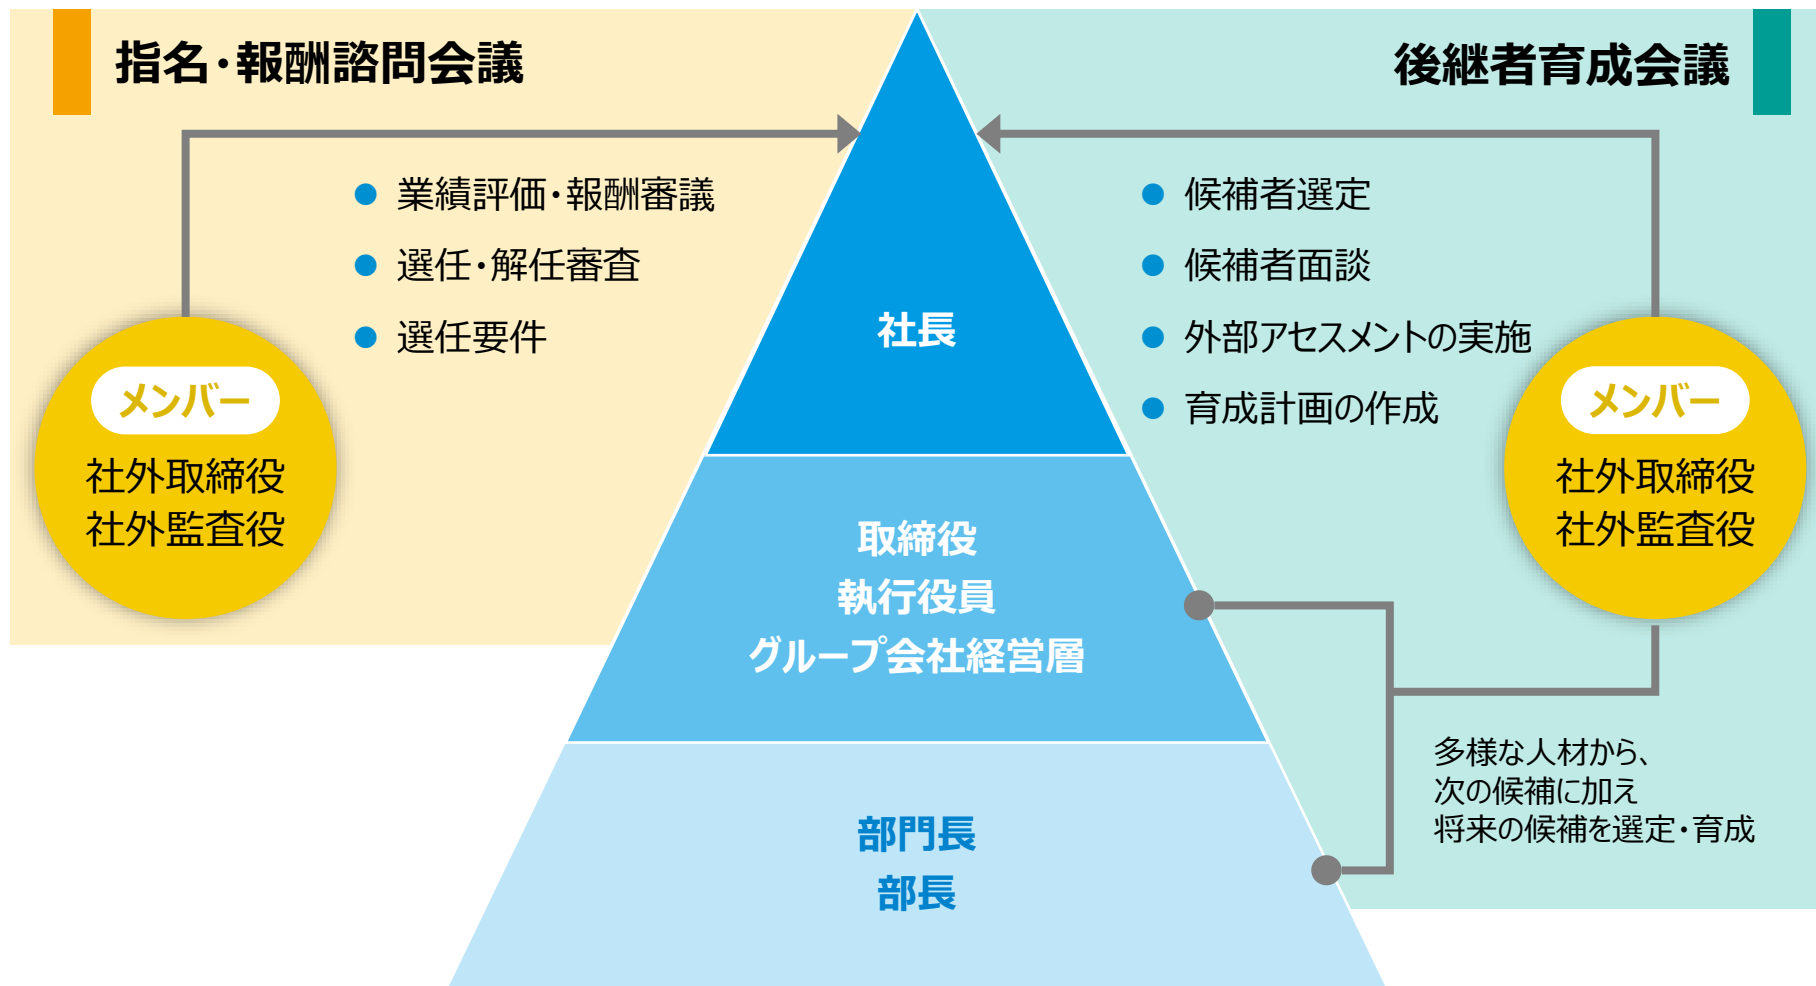 指名・報酬諮問会議
業績評価・報酬審議
選任・解任審査
選任要件
メンバー
社外取締役
社外監査役
社長
取締役
執行役員
グループ会社経営層
部門長
部長
後継者育成会議
候補者選定
候補者面談
外部アセスメントの実施
育成計画の作成
メンバー
社外取締役
社外監査役
多様な人材から、
次の候補に加え
将来の候補を選定・育成